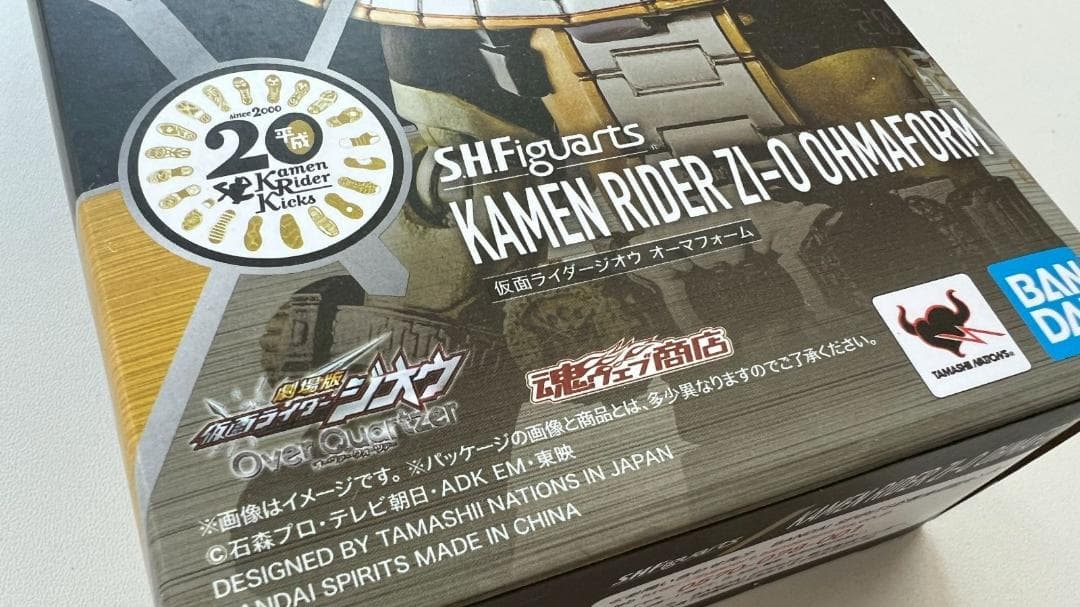 since 2000
20
平成
Kamen
Rider
Kicks
S.H.Figuarts
KAMEN RIDER ZI-O OHMAFORM
仮面ライダージオウ オーマフォーム
劇場版
仮面ライダージオウ
Over Quartzer
魂ウェブ商店
TAMASHII NATIONS
BAN
DA
※画像はイメージです。※パッケージの画像と商品とは、多少異なりますのでご了承ください。
©石森プロ・テレビ朝日・ADK EM・東映
DESIGNED BY TAMASHII NATIONS IN JAPAN
BANDAI SPIRITS MADE IN CHINA
S.H.Figuarts
KAMEN RIDER ZI-O